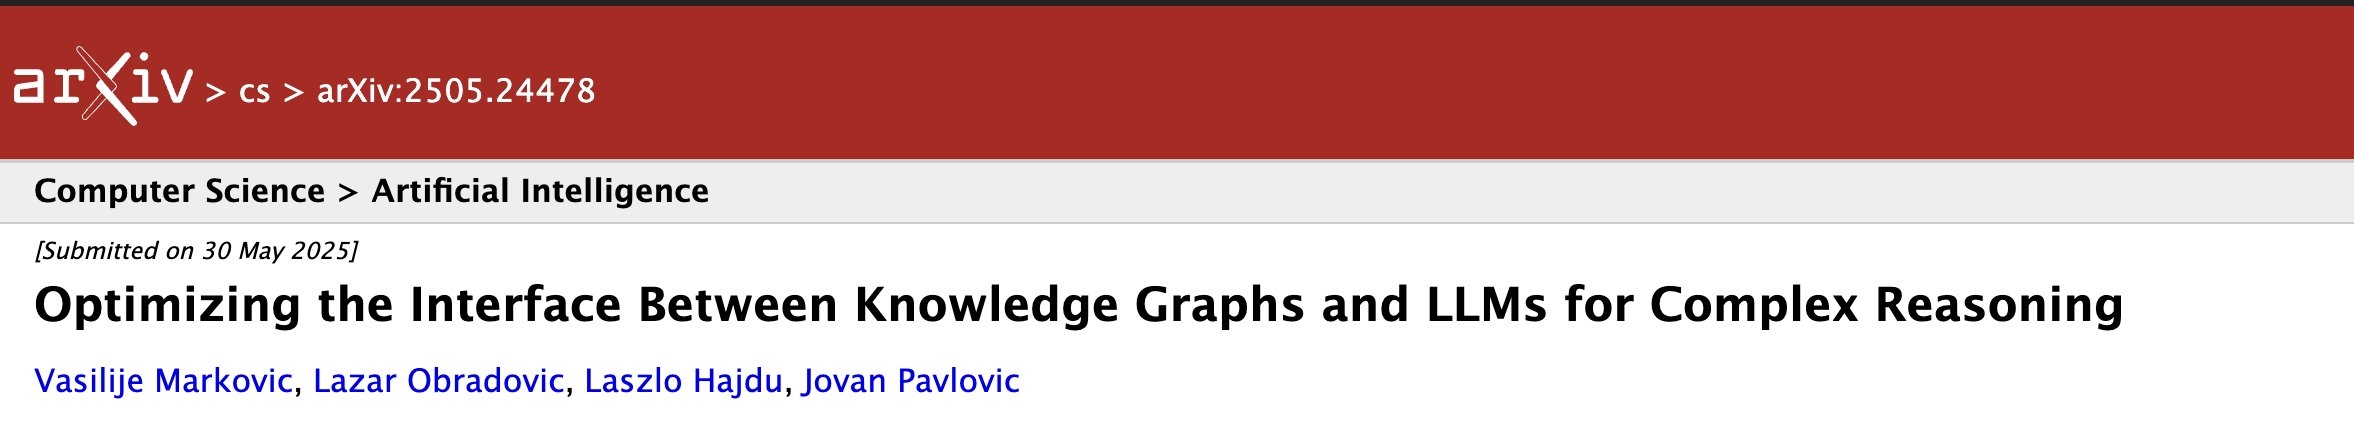 arXiv > cs > arXiv:2505.24478
Computer Science > Artificial Intelligence
[Submitted on 30 May 2025]
Optimizing the Interface Between Knowledge Graphs and LLMs for Complex Reasoning
Vasilije Markovic, Lazar Obradovic, Laszlo Hajdu, Jovan Pavlovic